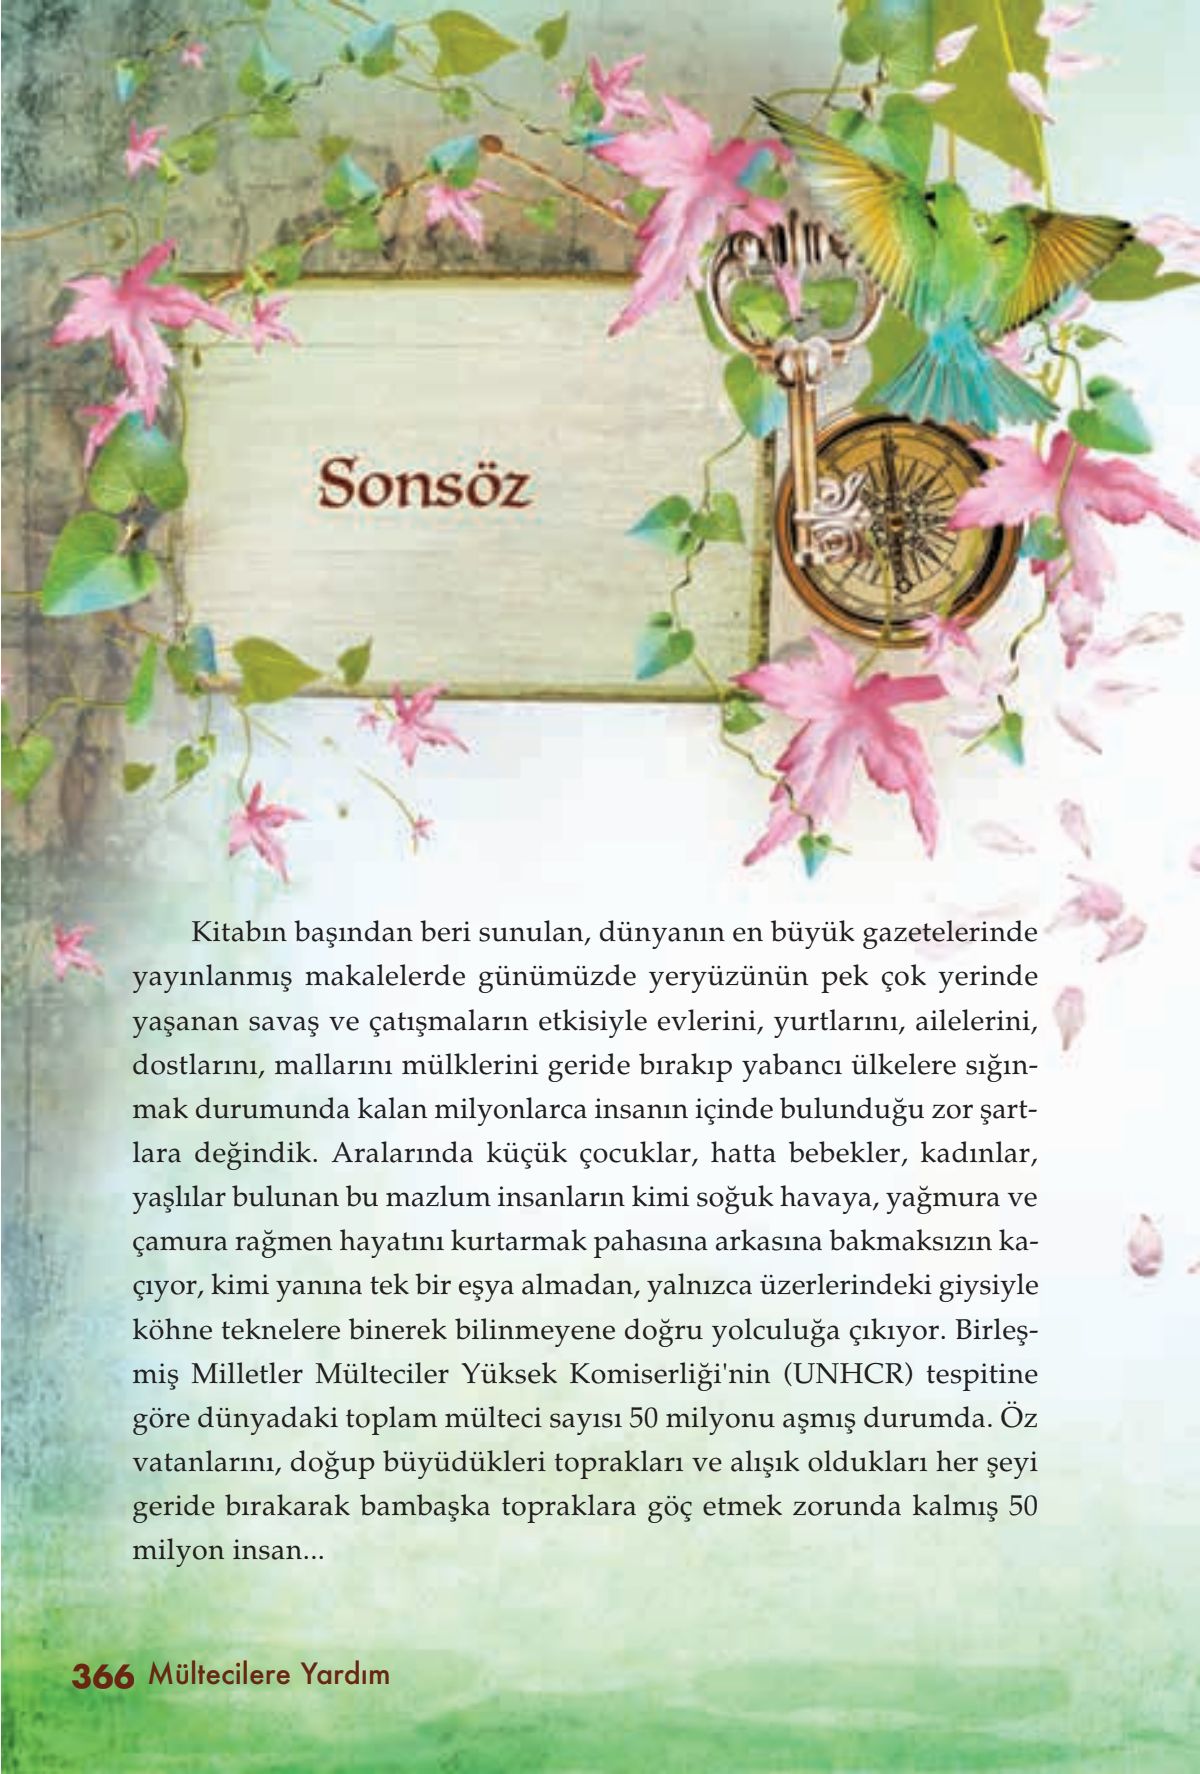 Sonsöz
Kitabın başından beri sunulan, dünyanın en büyük gazetelerinde
yayınlanmış makalelerde günümüzde yeryüzünün pek çok yerinde
yaşanan savaş ve çatışmaların etkisiyle evlerini, yurtlarını, ailelerini,
dostlarını, mallarını mülklerini geride bırakıp yabancı ülkelere sığın-
mak durumunda kalan milyonlarca insanın içinde bulunduğu zor şart-
lara değindik. Aralarında küçük çocuklar, hatta bebekler, kadınlar,
yaşlılar bulunan bu mazlum insanların kimi soğuk havaya, yağmura ve
çamura rağmen hayatını kurtarmak pahasına arkasına bakmaksızın ka-
çıyor, kimi yanına tek bir eşya almadan, yalnızca üzerlerindeki giysiyle
köhne teknelere binerek bilinmeyene doğru yolculuğa çıkıyor. Birleş-
miş Milletler Mülteciler Yüksek Komiserliği'nin (UNHCR) tespitine
göre dünyadaki toplam mülteci sayısı 50 milyonu aşmış durumda. Öz
vatanlarını, doğup büyüdükleri toprakları ve alışık oldukları her şeyi
geride bırakarak bambaşka topraklara göç etmek zorunda kalmış 50
milyon insan...
366 Mültecilere Yardım